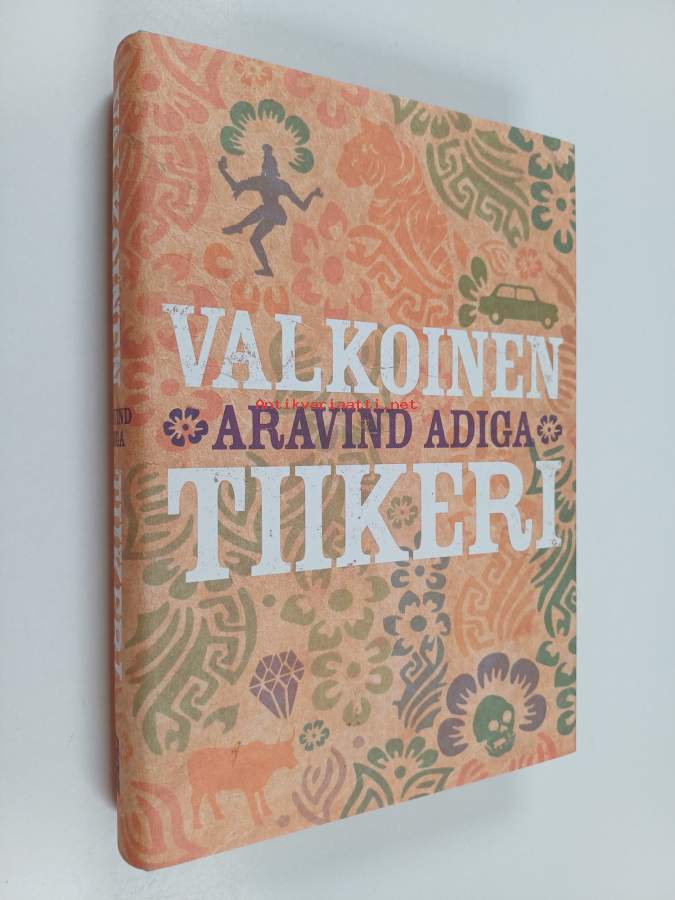 VALKOINEN
Antikvariaatti.net
ARAVIND ADIGA
TIIKERI